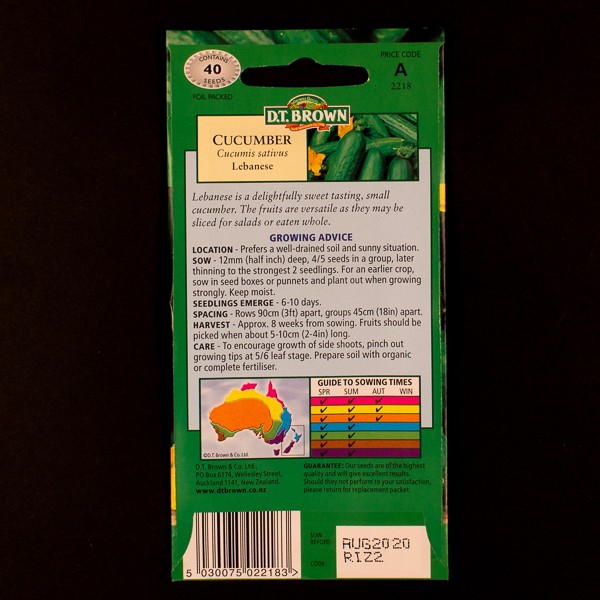 CONTAINS
40
SEEDS
FOIL PACKED
PRICE CODE
A
2218
D.T. BROWN
CUCUMBER
Cucumis sativus
Lebanese
Lebanese is a delightfully sweet tasting, small
cucumber. The fruits are versatile as they may be
sliced for salads or eaten whole.
GROWING ADVICE
LOCATION - Prefers a well-drained soil and sunny situation.
SOW - 12mm (half inch) deep, 4/5 seeds in a group, later
thinning to the strongest 2 seedlings. For an earlier crop,
sow in seed boxes or punnets and plant out when growing
strongly. Keep moist.
SEEDLINGS EMERGE - 6-10 days.
SPACING - Rows 90cm (3ft) apart, groups 45cm (18in) apart.
HARVEST - Approx. 8 weeks from sowing. Fruits should be
picked when about 5-10cm (2-4in) long.
CARE - To encourage growth of side shoots, pinch out
growing tips at 5/6 leaf stage. Prepare soil with organic
or complete fertiliser.
GUIDE TO SOWING TIMES
SPR SUM AUT WIN
©D.T. Brown & Co. Ltd.
D.T. Brown & Co. Ltd.,
PO Box 6174, Wellesley Street,
Auckland 1141, New Zealand.
www.dtbrown.co.nz
GUARANTEE: Our seeds are of the highest
quality and will give excellent results.
Should they not perform to your satisfaction,
please return for replacement packet.
SOW
BEFORE
AUG2020
CODE
RIZ2
5 030075 022183 >